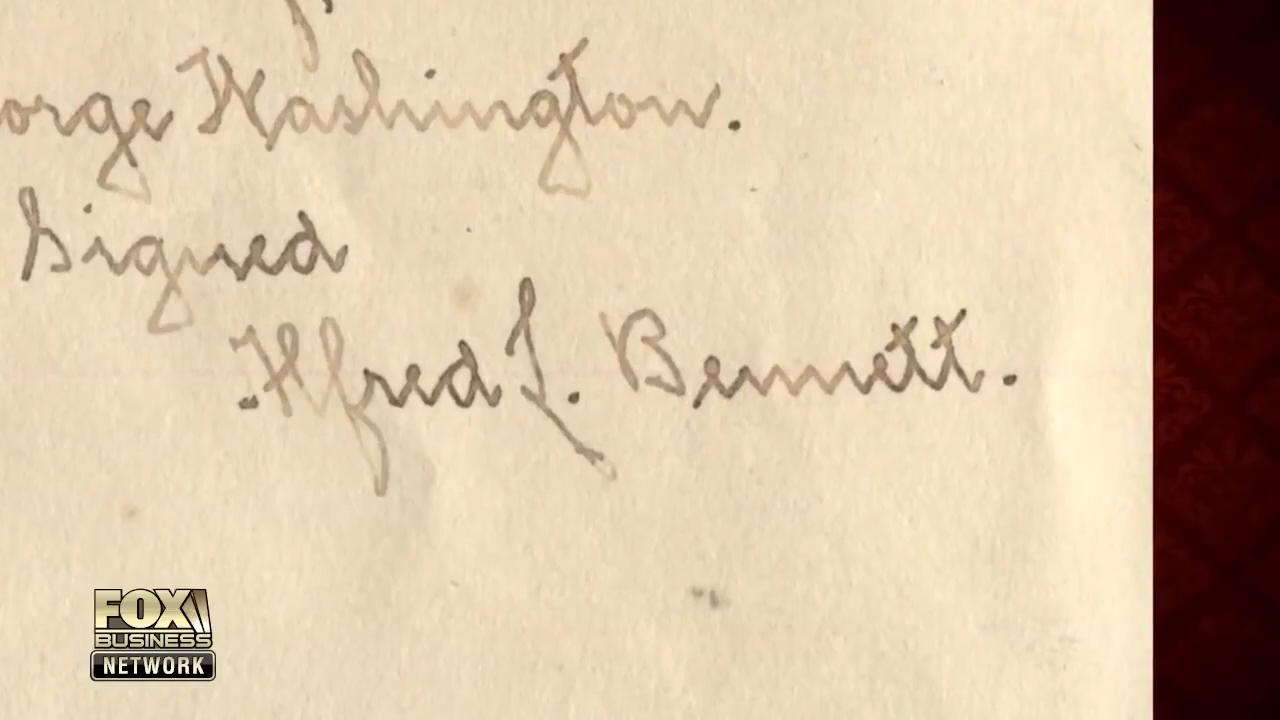 orge Washington.
Signed
Alfred L. Bennett.
FOX
BUSINESS
NETWORK